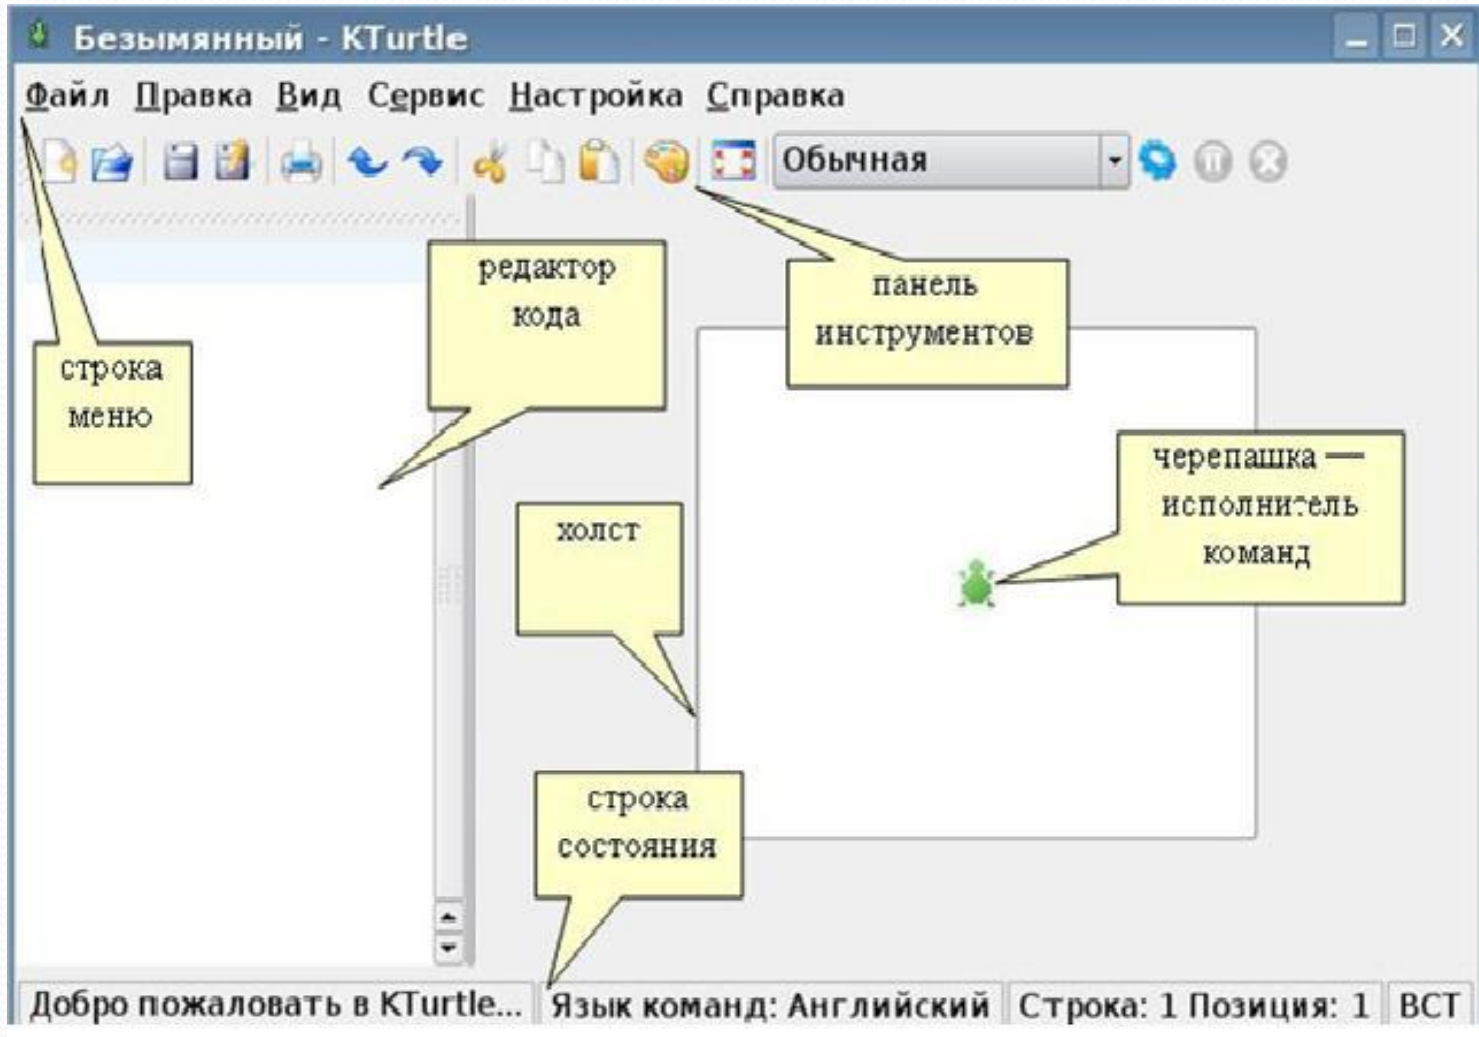 Безымянный - KTurtle
Файл Правка Вид Сервис Настройка Справка
Обычная
редактор
кода
панель
инструментов
строка
меню
черепашка —
исполнитель
команд
холст
строка
состояния
Добро пожаловать в KTurtle... Язык команд: Английский Строка: 1 Позиция: 1 ВСТ